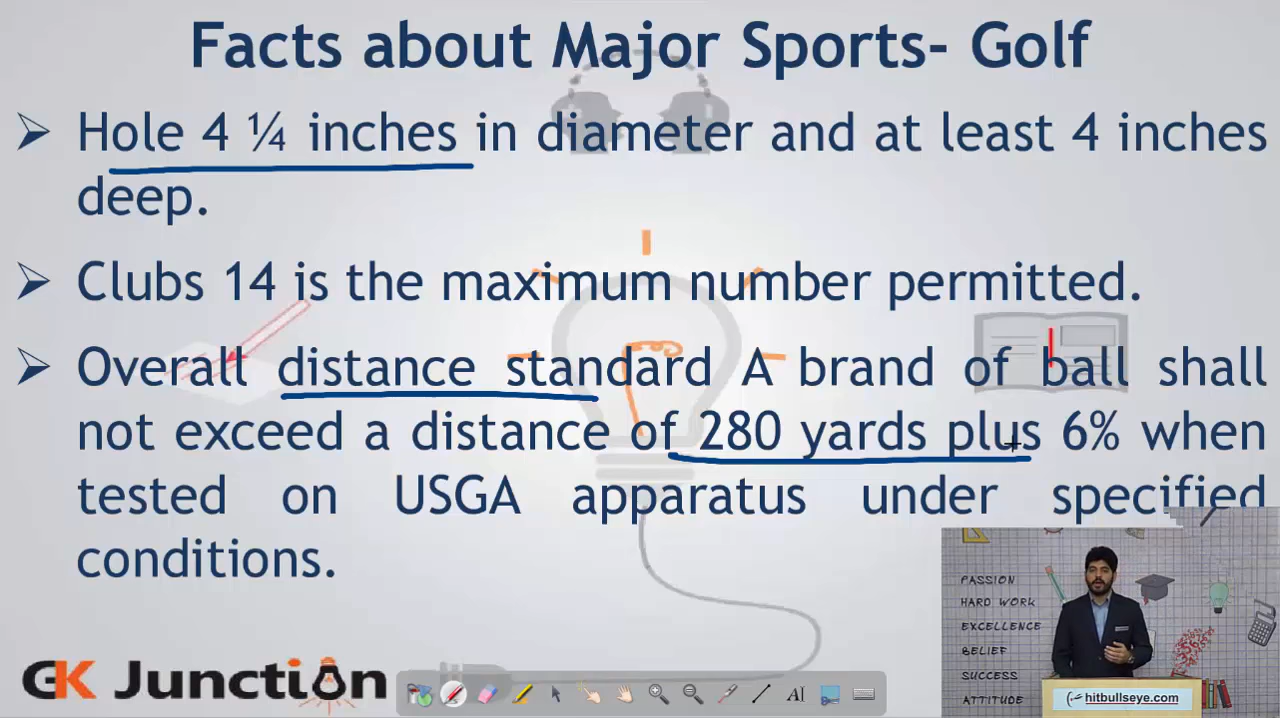 Facts about Major Sports- Golf
➢ Hole 4 ¼ inches in diameter and at least 4 inches
deep.
➢ Clubs 14 is the maximum number permitted.
➢ Overall distance standard A brand of ball shall
not exceed a distance of 280 yards plus 6% when
tested on USGA apparatus under specified
conditions.
PASSION
HARD WORK
EXCELLENCE
BELIEF
SUCCESS
ATTITUDE
hitbullseye.com
GK Junction
AI